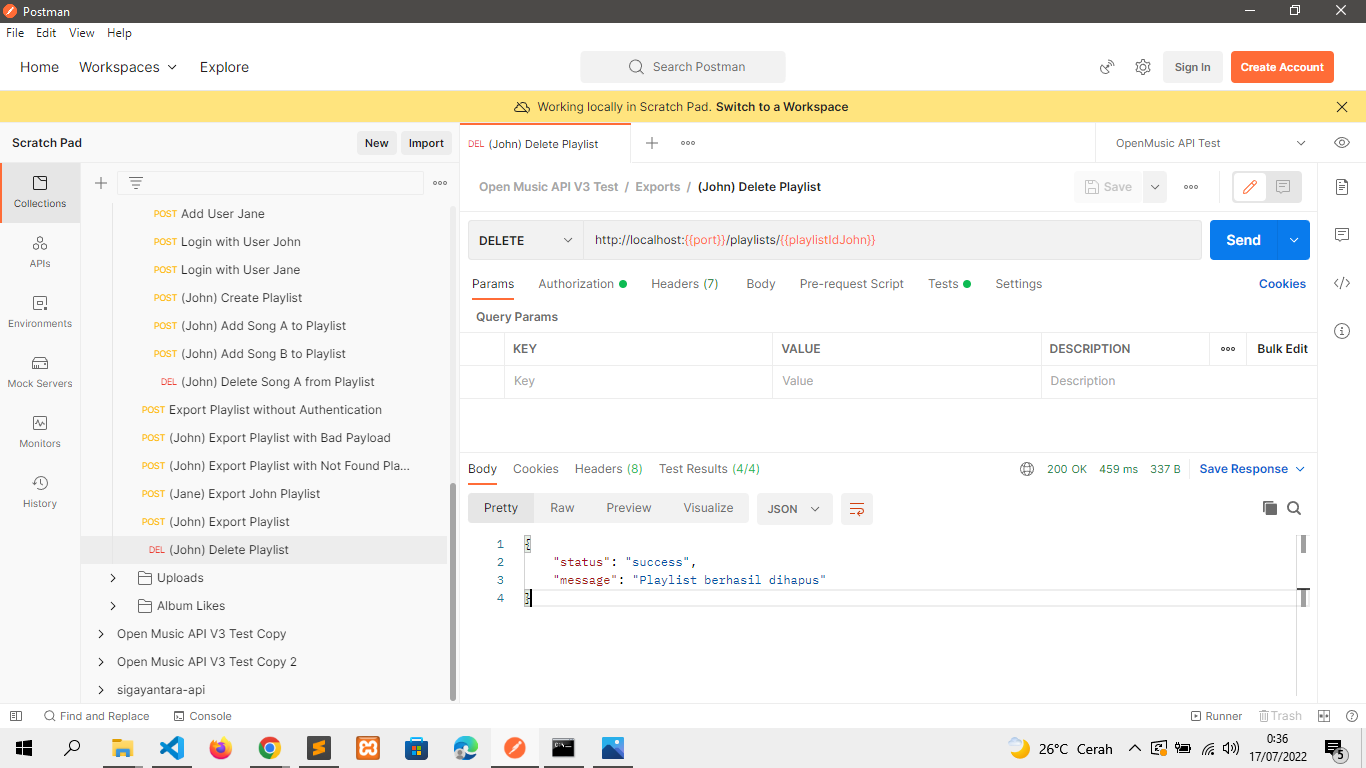 Postman
File Edit View Help
Home Workspaces Explore
Search Postman
Sign In
Create Account
Working locally in Scratch Pad. Switch to a Workspace
Scratch Pad
New
Import
DEL (John) Delete Playlist
OpenMusic API Test
Collections
APIs
Environments
Mock Servers
Monitors
History
POST Add User Jane
POST Login with User John
POST Login with User Jane
POST (John) Create Playlist
POST (John) Add Song A to Playlist
POST (John) Add Song B to Playlist
DEL (John) Delete Song A from Playlist
POST Export Playlist without Authentication
POST (John) Export Playlist with Bad Payload
POST (John) Export Playlist with Not Found Pla...
POST (Jane) Export John Playlist
POST (John) Export Playlist
DEL (John) Delete Playlist
Uploads
Album Likes
Open Music API V3 Test Copy
Open Music API V3 Test Copy 2
sigayantara-api
Open Music API V3 Test / Exports / (John) Delete Playlist
Save
DELETE
http://localhost:{{port}}/playlists/{{playlistIdJohn}}
Send
Params Authorization Headers (7) Body Pre-request Script Tests Settings
Cookies
Query Params
KEY VALUE DESCRIPTION Bulk Edit
Key Value Description
Body Cookies Headers (8) Test Results (4/4)
200 OK 459 ms 337 B Save Response
Pretty Raw Preview Visualize JSON
1 {
2 "status": "success",
3 "message": "Playlist berhasil dihapus"
4 }
Find and Replace Console
Runner Trash
26°C Cerah
0:36
17/07/2022
5